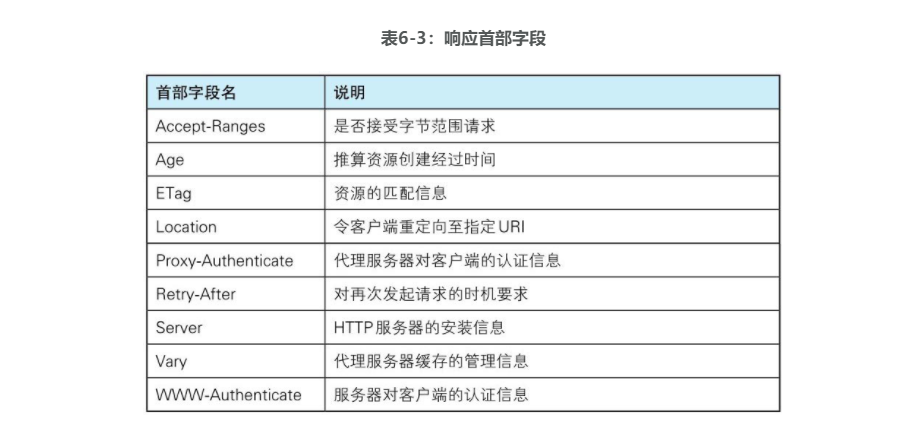 表6-3：响应首部字段
首部字段名 说明
Accept-Ranges 是否接受字节范围请求
Age 推算资源创建经过时间
ETag 资源的匹配信息
Location 令客户端重定向至指定URI
Proxy-Authenticate 代理服务器对客户端的认证信息
Retry-After 对再次发起请求的时机要求
Server HTTP服务器的安装信息
Vary 代理服务器缓存的管理信息
WWW-Authenticate 服务器对客户端的认证信息